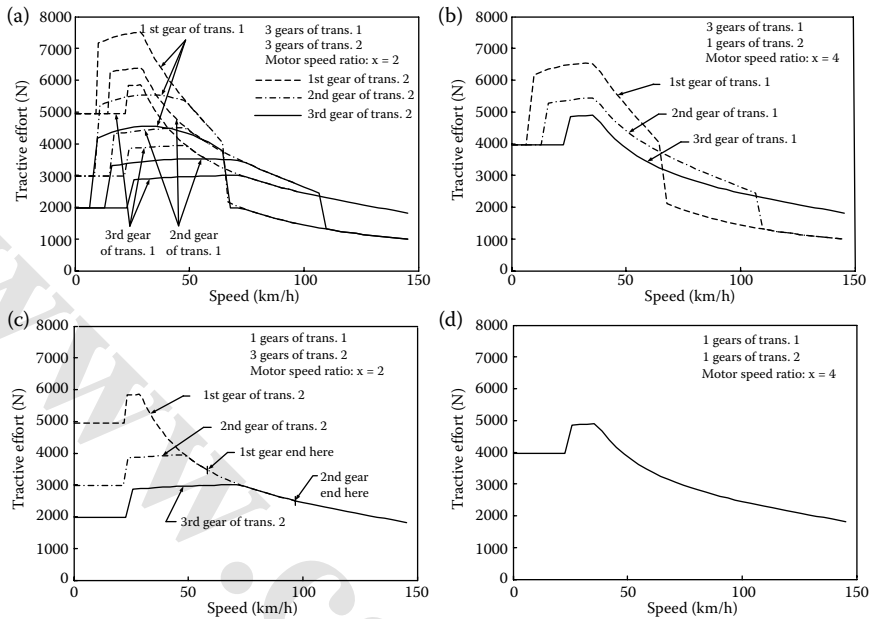 (a)
8000
7000
6000
5000
4000
3000
2000
1000
0
Tractive effort (N)
1 st gear of trans. 1
3 gears of trans. 1
3 gears of trans. 2
Motor speed ratio: x = 2
1st gear of trans. 2
2nd gear of trans. 2
3rd gear of trans. 2
3rd gear
of trans. 1
2nd gear
of trans. 1
0
50
100
150
Speed (km/h)
(b)
8000
7000
6000
5000
4000
3000
2000
1000
0
Tractive effort (N)
3 gears of trans. 1
1 gears of trans. 2
Motor speed ratio: x = 4
1st gear of trans. 1
2nd gear of trans. 1
3rd gear of trans. 1
0
50
100
150
Speed (km/h)
(c)
8000
7000
6000
5000
4000
3000
2000
1000
0
Tractive effort (N)
1 gears of trans. 1
3 gears of trans. 2
Motor speed ratio: x = 2
1st gear of trans. 2
2nd gear of trans. 2
1st gear end here
2nd gear
end here
3rd gear of trans. 2
0
50
100
150
Speed (km/h)
(d)
8000
7000
6000
5000
4000
3000
2000
1000
0
Tractive effort (N)
1 gears of trans. 1
1 gears of trans. 2
Motor speed ratio: x = 4
0
50
100
150
Speed (km/h)